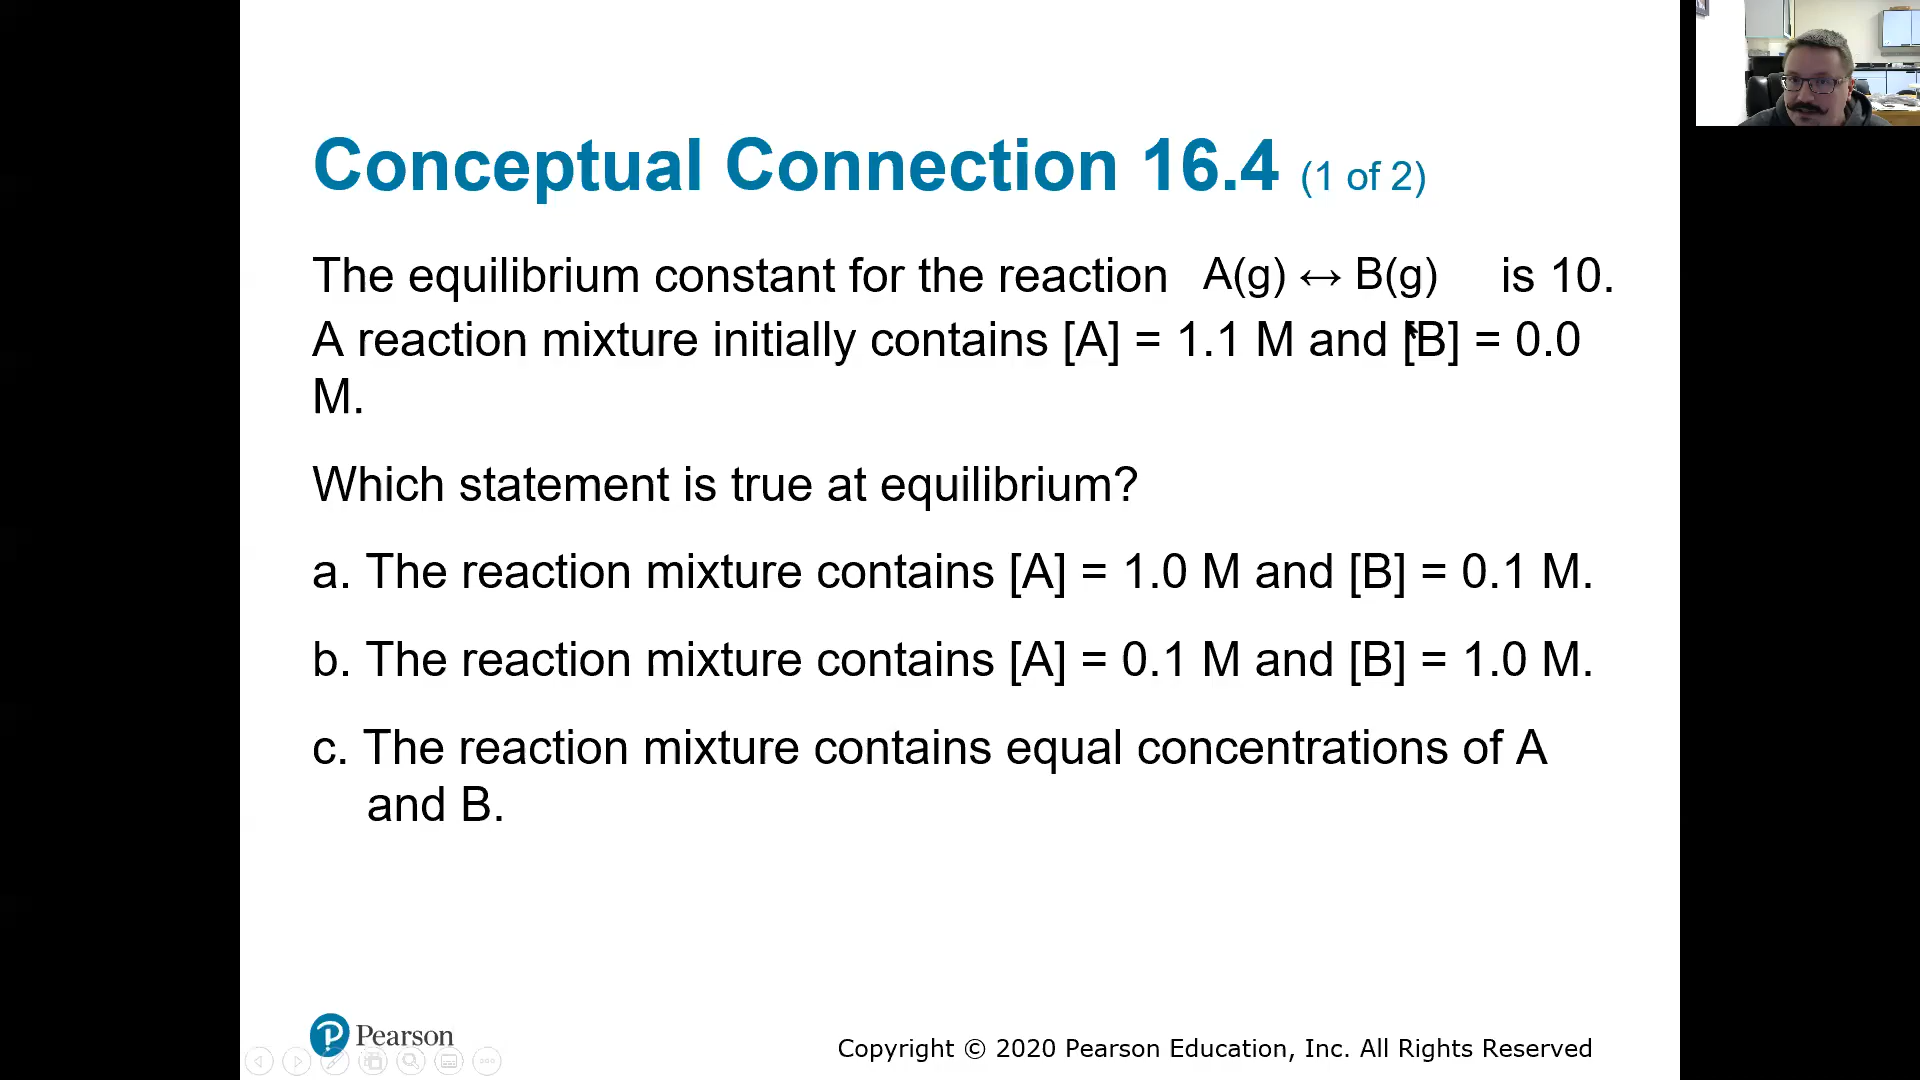 Conceptual Connection 16.4 (1 of 2)
The equilibrium constant for the reaction A(g) ↔ B(g) is 10.
A reaction mixture initially contains [A] = 1.1 M and [B] = 0.0
M.
Which statement is true at equilibrium?
a. The reaction mixture contains [A] = 1.0 M and [B] = 0.1 M.
b. The reaction mixture contains [A] = 0.1 M and [B] = 1.0 M.
c. The reaction mixture contains equal concentrations of A
and B.
Pearson
Copyright © 2020 Pearson Education, Inc. All Rights Reserved